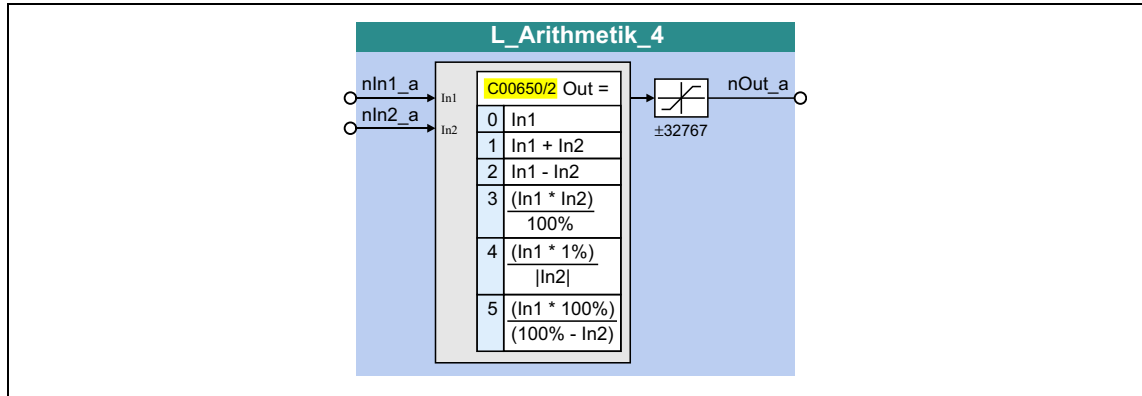 L_Arithmetik_4
nIn1_a
nIn2_a
In1
In2
C00650/2 Out =
0 In1
1 In1 + In2
2 In1 - In2
3 (In1 * In2)
100%
4 (In1 * 1%)
|In2|
5 (In1 * 100%)
(100% - In2)
±32767
nOut_a